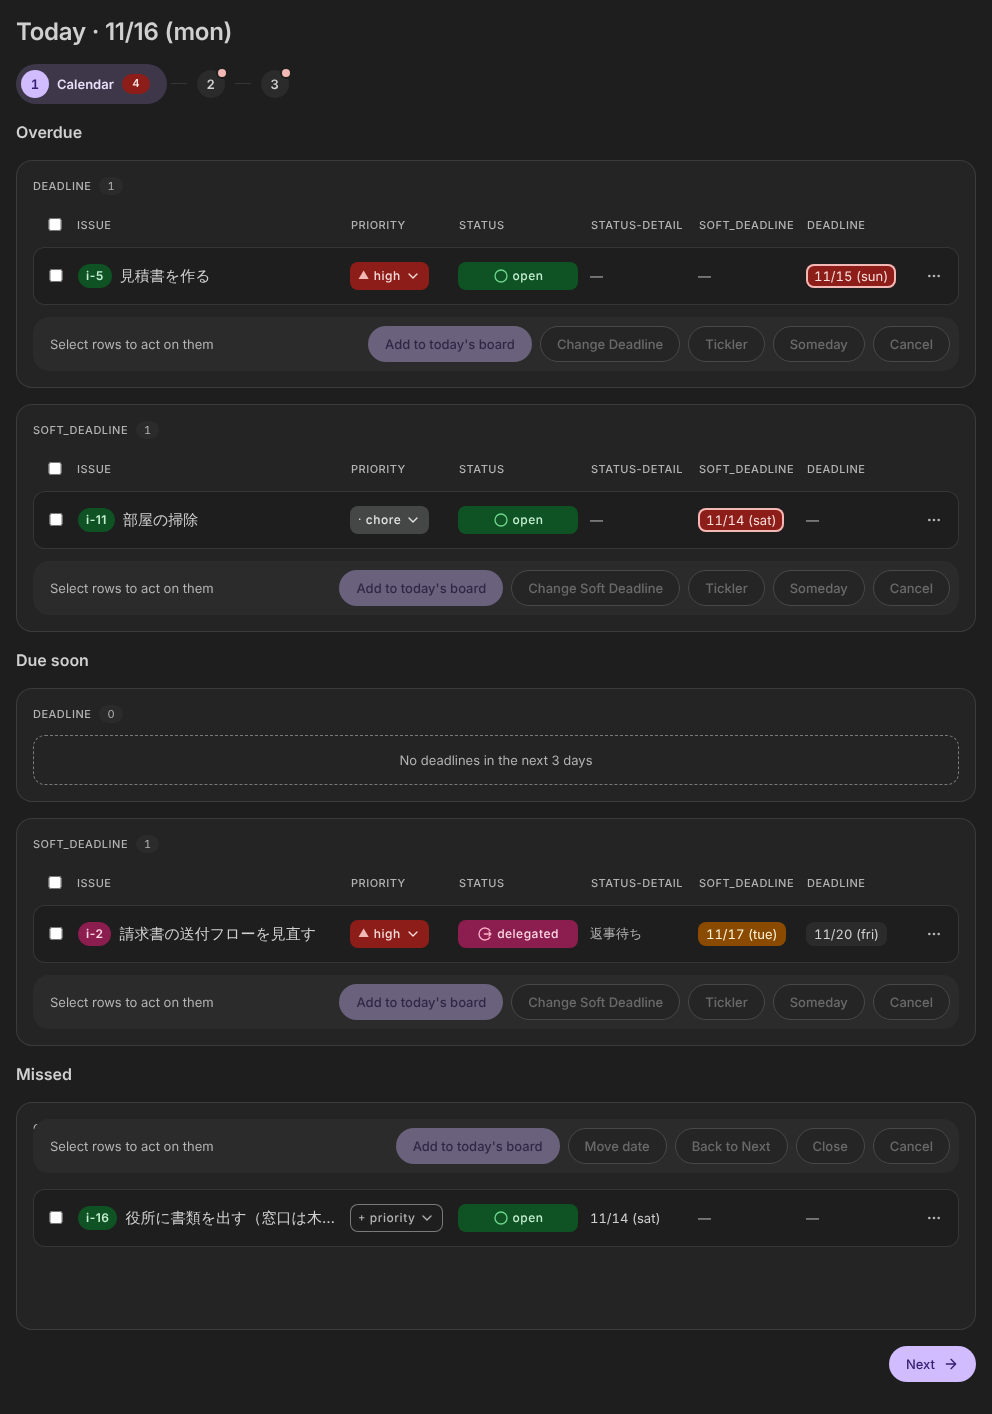 Today · 11/16 (mon)
1 Calendar 4 2 3
Overdue
DEADLINE 1
ISSUE PRIORITY STATUS STATUS-DETAIL SOFT_DEADLINE DEADLINE
i-5 見積書を作る high open — — 11/15 (sun) ...
Select rows to act on them Add to today's board Change Deadline Tickler Someday Cancel
SOFT_DEADLINE 1
ISSUE PRIORITY STATUS STATUS-DETAIL SOFT_DEADLINE DEADLINE
i-11 部屋の掃除 · chore open — 11/14 (sat) — ...
Select rows to act on them Add to today's board Change Soft Deadline Tickler Someday Cancel
Due soon
DEADLINE 0
No deadlines in the next 3 days
SOFT_DEADLINE 1
ISSUE PRIORITY STATUS STATUS-DETAIL SOFT_DEADLINE DEADLINE
i-2 請求書の送付フローを見直す high delegated 返事待ち 11/17 (tue) 11/20 (fri) ...
Select rows to act on them Add to today's board Change Soft Deadline Tickler Someday Cancel
Missed
Select rows to act on them Add to today's board Move date Back to Next Close Cancel
i-16 役所に書類を出す（窓口は木... + priority open 11/14 (sat) — — ...
Next →